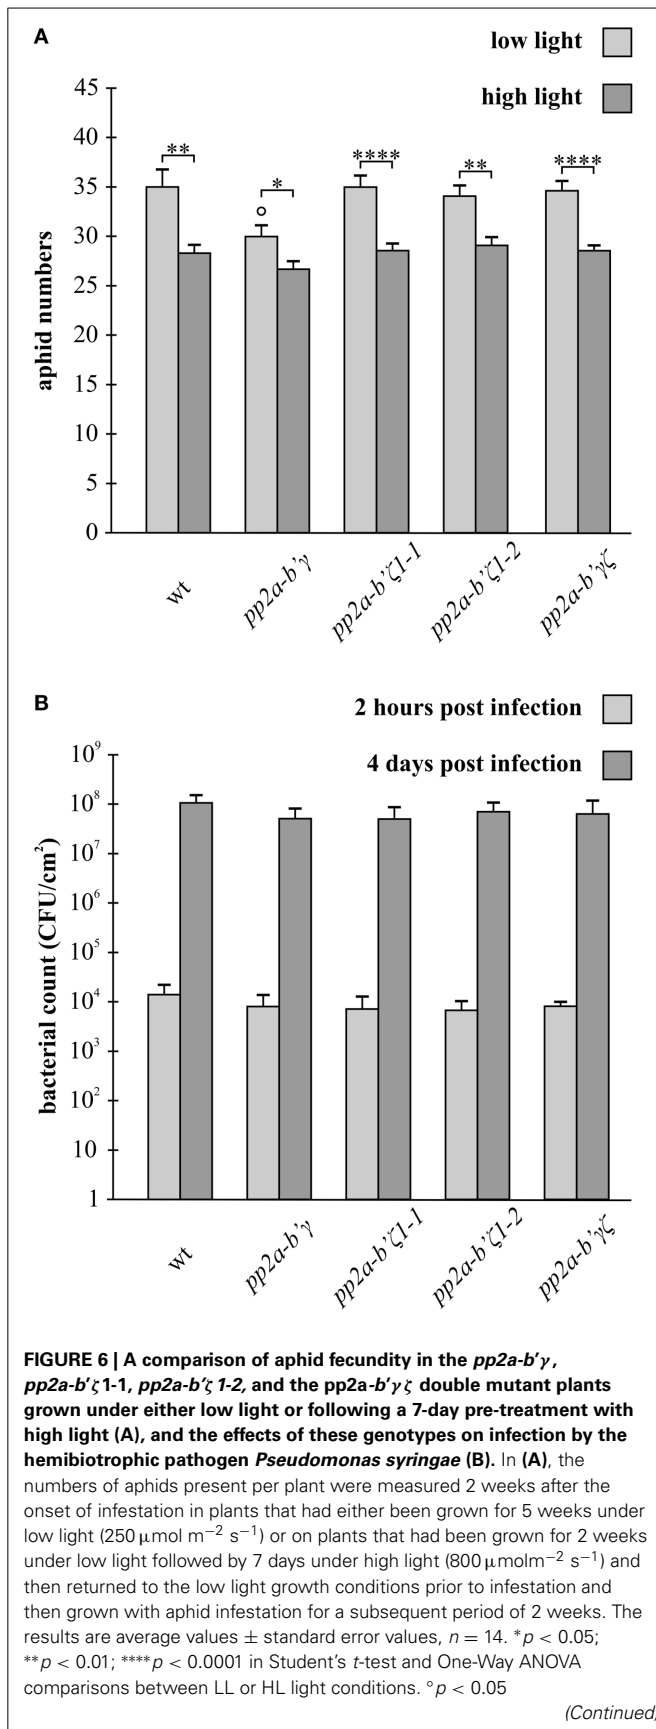 A
low light
high light
45
40
35
30
25
20
15
10
5
0
aphid numbers
**
*
****
**
****
°
wt
pp2a-b'γ
pp2a-b'ζ1-1
pp2a-b'ζ1-2
pp2a-b'γζ
B
2 hours post infection
4 days post infection
10⁹
10⁸
10⁷
10⁶
10⁵
10⁴
10³
10²
10
1
bacterial count (CFU/cm²)
wt
pp2a-b'γ
pp2a-b'ζ1-1
pp2a-b'ζ1-2
pp2a-b'γζ
FIGURE 6 | A comparison of aphid fecundity in the pp2a-b'γ,
pp2a-b'ζ1-1, pp2a-b'ζ 1-2, and the pp2a-b'γ ζ double mutant plants
grown under either low light or following a 7-day pre-treatment with
high light (A), and the effects of these genotypes on infection by the
hemibiotrophic pathogen Pseudomonas syringae (B). In (A), the
numbers of aphids present per plant were measured 2 weeks after the
onset of infestation in plants that had either been grown for 5 weeks under
low light (250 μmol m⁻² s⁻¹) or on plants that had been grown for 2 weeks
under low light followed by 7 days under high light (800 μmolm⁻² s⁻¹) and
then returned to the low light growth conditions prior to infestation and
then grown with aphid infestation for a subsequent period of 2 weeks. The
results are average values ± standard error values, n = 14. *p < 0.05;
**p < 0.01; ****p < 0.0001 in Student's t-test and One-Way ANOVA
comparisons between LL or HL light conditions. °p < 0.05
(Continued)